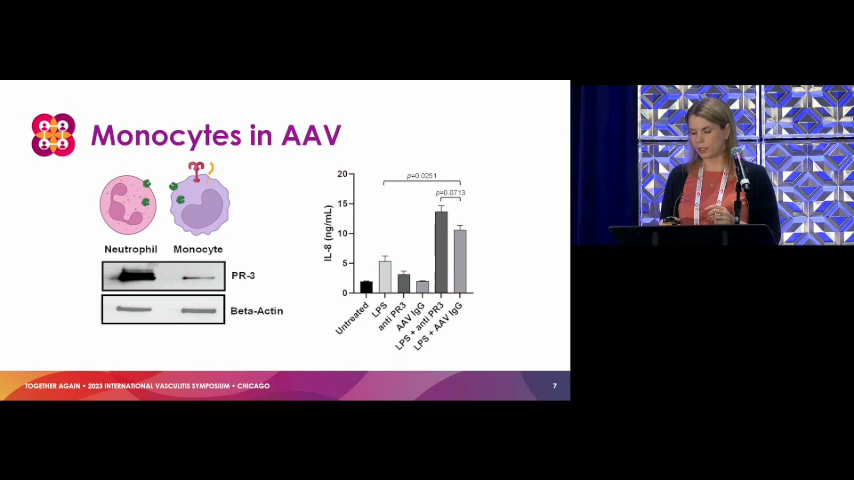 Monocytes in AAV
Neutrophil Monocyte
PR-3
Beta-Actin
IL-8 (ng/mL)
20
15
10
5
0
p=0.0251
p=0.0713
Untreated
LPS
anti PR3
AAV IgG
LPS + anti PR3
LPS + AAV IgG
TOGETHER AGAIN • 2023 INTERNATIONAL VASCULITIS SYMPOSIUM • CHICAGO
7